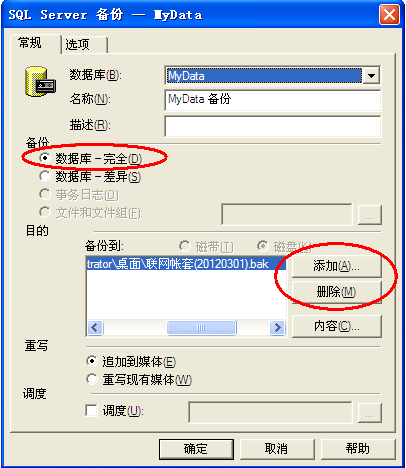 SQL Server 备份 — MyData
常规 选项
数据库(B): MyData
名称(N): MyData 备份
描述(R):
备份
数据库－完全(D)
数据库－差异(S)
事务日志(O)
文件和文件组(F): ...
目的
备份到: 磁带(T) 磁盘(K)
trator\桌面\联网帐套(20120301).bak
添加(A)...
删除(M)
内容(C)...
重写
追加到媒体(E)
重写现有媒体(W)
调度
调度(U): ...
确定 取消 帮助